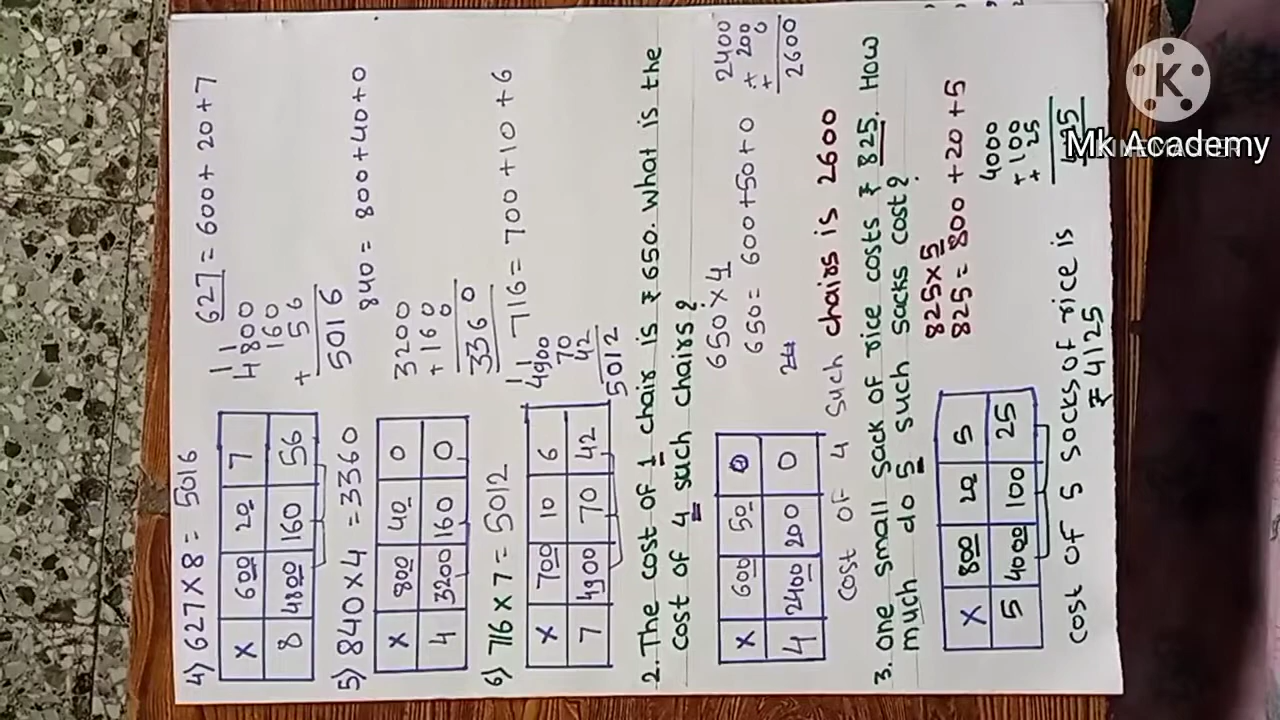 4) 627 × 8 = 5016
627 = 600 + 20 + 7
× 600 20 7
8 4800 160 56
1 1
4800
160
+ 56
5016
5) 840 × 4 = 3360
840 = 800 + 40 + 0
× 800 40 0
4 3200 160 0
3200
+ 160
0
3360
6) 716 × 7 = 5012
716 = 700 + 10 + 6
× 700 10 6
7 4900 70 42
1 1
4900
70
42
5012
2. The cost of 1 chair is ₹ 650. What is the
cost of 4 such chairs?
650 × 4
650 = 600 + 50 + 0
× 600 50 0
4 2400 200 0
2400
+ 200
+ 0
2600
cost of 4 such chairs is 2600
3. One small sack of rice costs ₹ 825. How
much do 5 such sacks cost?
825 × 5
825 = 800 + 20 + 5
× 800 20 5
5 4000 100 25
4000
+ 100
+ 25
cost of 5 socks of rice is
₹ 4125
K
Mk Academy